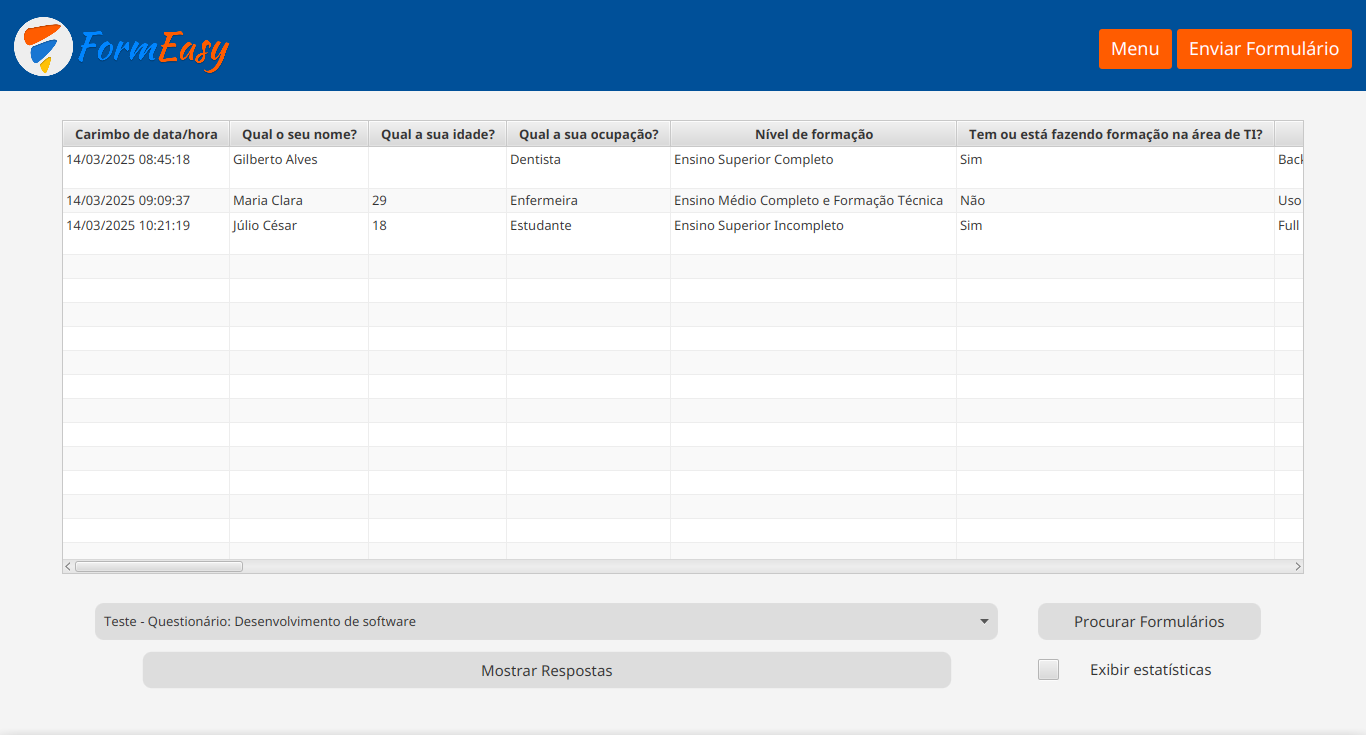 FormEasy
Menu Enviar Formulário
Carimbo de data/hora Qual o seu nome? Qual a sua idade? Qual a sua ocupação? Nível de formação Tem ou está fazendo formação na área de TI?
14/03/2025 08:45:18 Gilberto Alves Dentista Ensino Superior Completo Sim Back
14/03/2025 09:09:37 Maria Clara 29 Enfermeira Ensino Médio Completo e Formação Técnica Não Uso
14/03/2025 10:21:19 Júlio César 18 Estudante Ensino Superior Incompleto Sim Full
Teste - Questionário: Desenvolvimento de software Procurar Formulários
Mostrar Respostas Exibir estatísticas